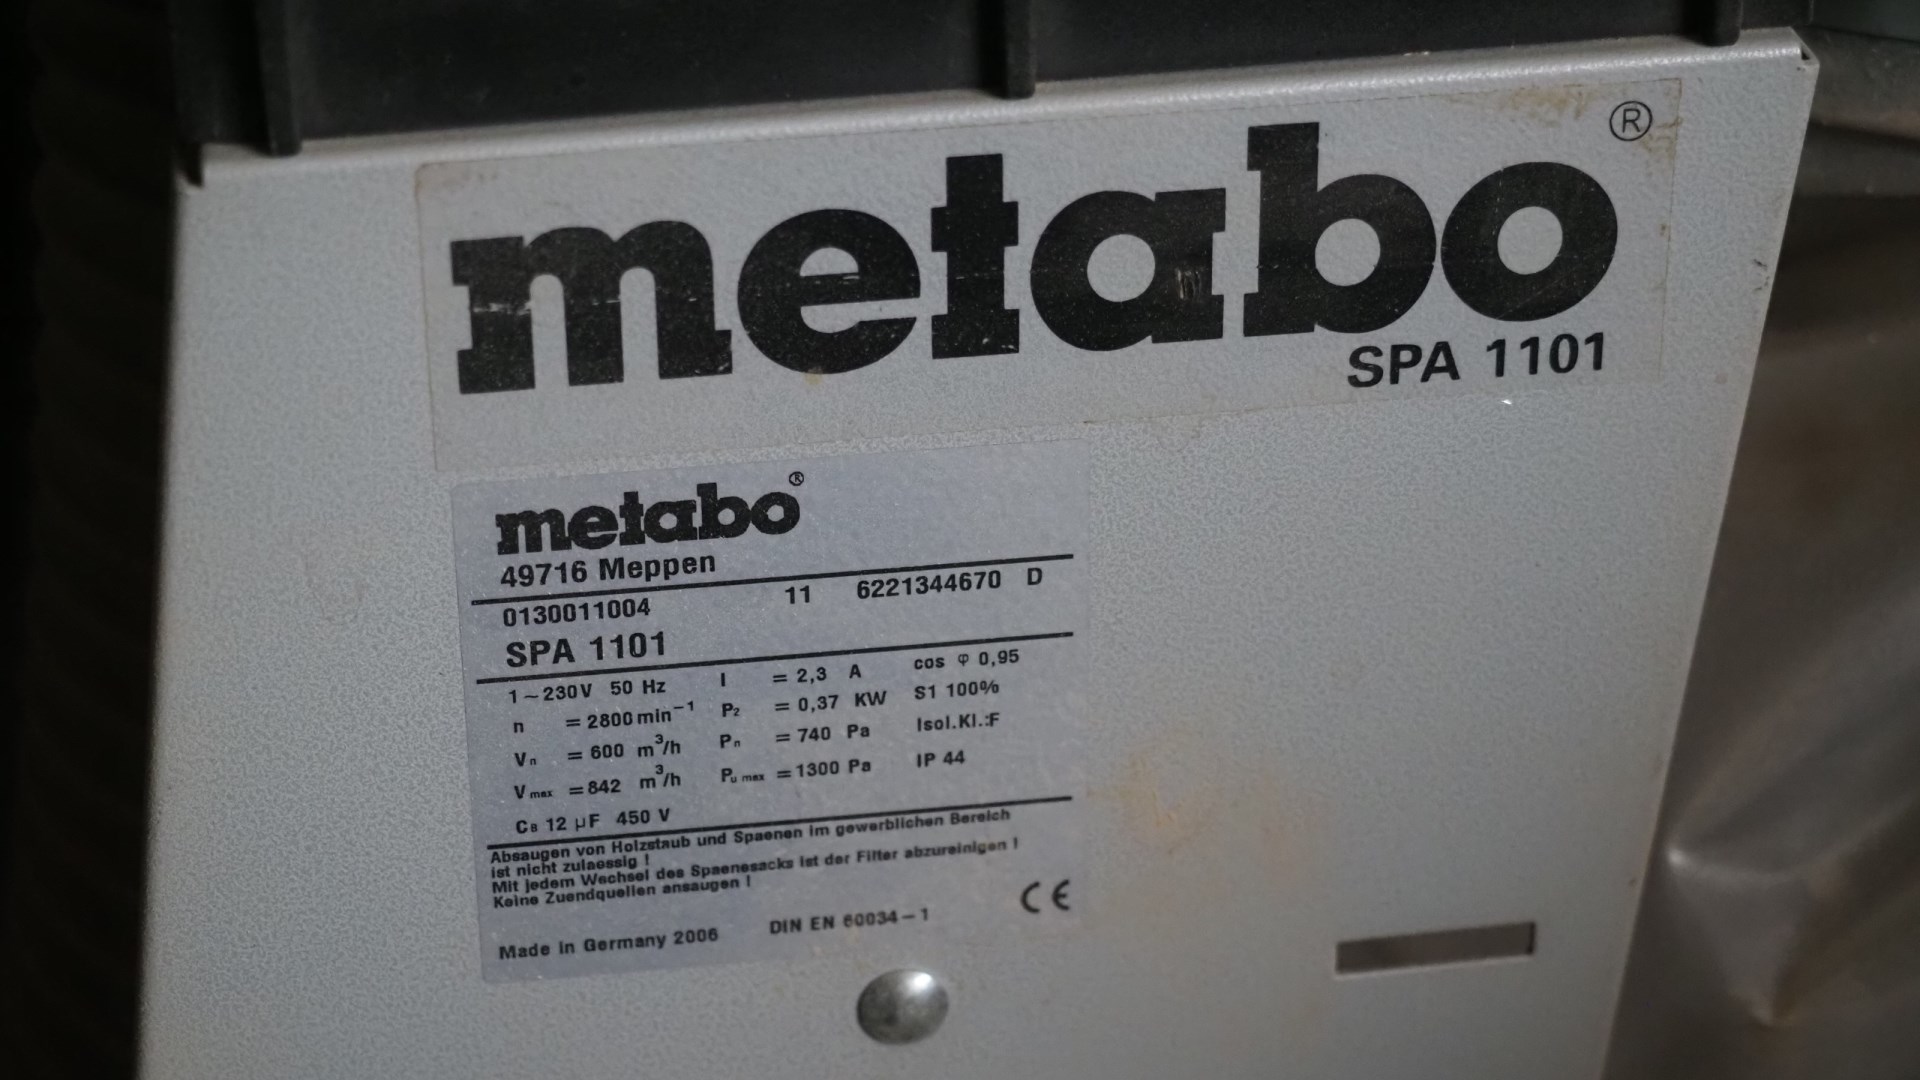 metabo®
SPA 1101
metabo®
49716 Meppen
0130011004 11 6221344670 D
SPA 1101
1~230V 50 Hz I = 2,3 A cos φ 0,95
n = 2800 min⁻¹ P₂ = 0,37 KW S1 100%
Vn = 600 m³/h Pn = 740 Pa Isol.Kl.:F
Vmax = 842 m³/h Pu max = 1300 Pa IP 44
CB 12 µF 450 V
Absaugen von Holzstaub und Spaenen im gewerblichen Bereich
ist nicht zulaessig !
Mit jedem Wechsel des Spaenesacks ist der Filter abzureinigen !
Keine Zuendquellen ansaugen !
Made in Germany 2006 DIN EN 60034-1 CE